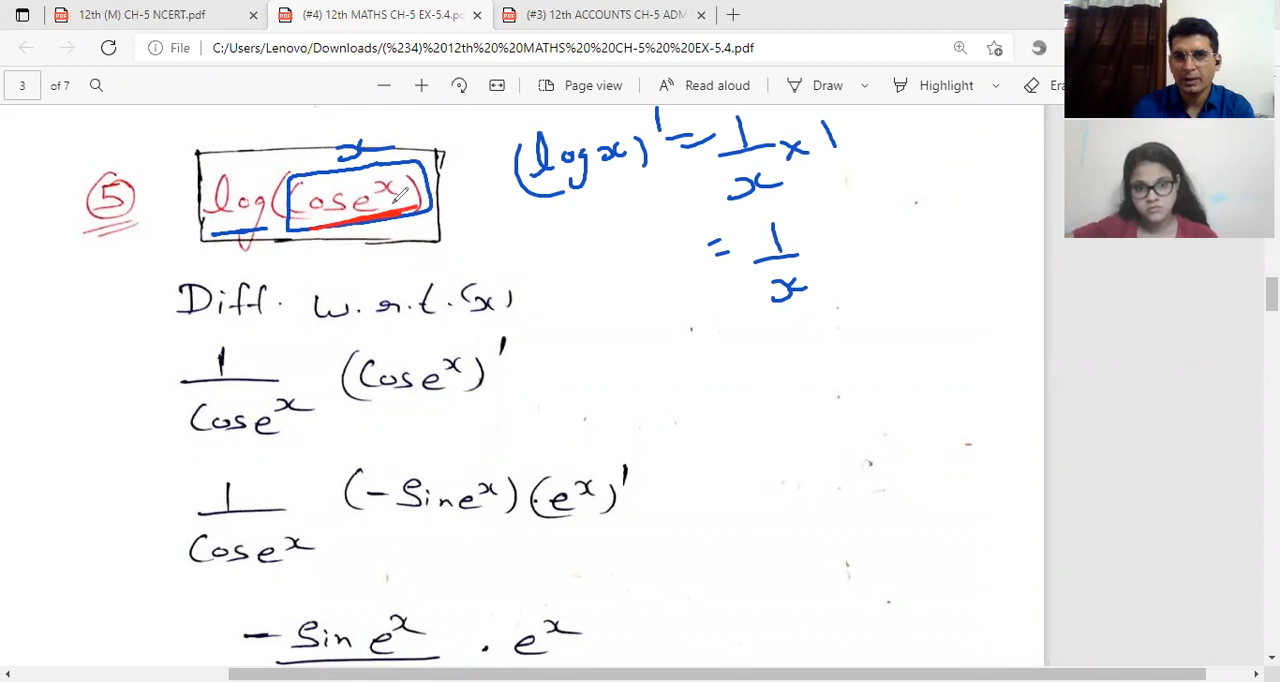 12th (M) CH-5 NCERT.pdf
(#4) 12th MATHS CH-5 EX-5.4.p
(#3) 12th ACCOUNTS CH-5 ADM
File
C:/Users/Lenovo/Downloads/(%234)%2012th%20%20MATHS%20%20CH-5%20%20EX-5.4.pdf
3 of 7
Page view
Read aloud
Draw
Highlight
Era
x
(log x)' = 1/x × 1
= 1/x
5
log(Cos e^x)
Diff. w.r.t. (x)
1/Cos e^x (Cos e^x)'
1/Cos e^x (-Sin e^x) (e^x)'
- Sin e^x . e^x